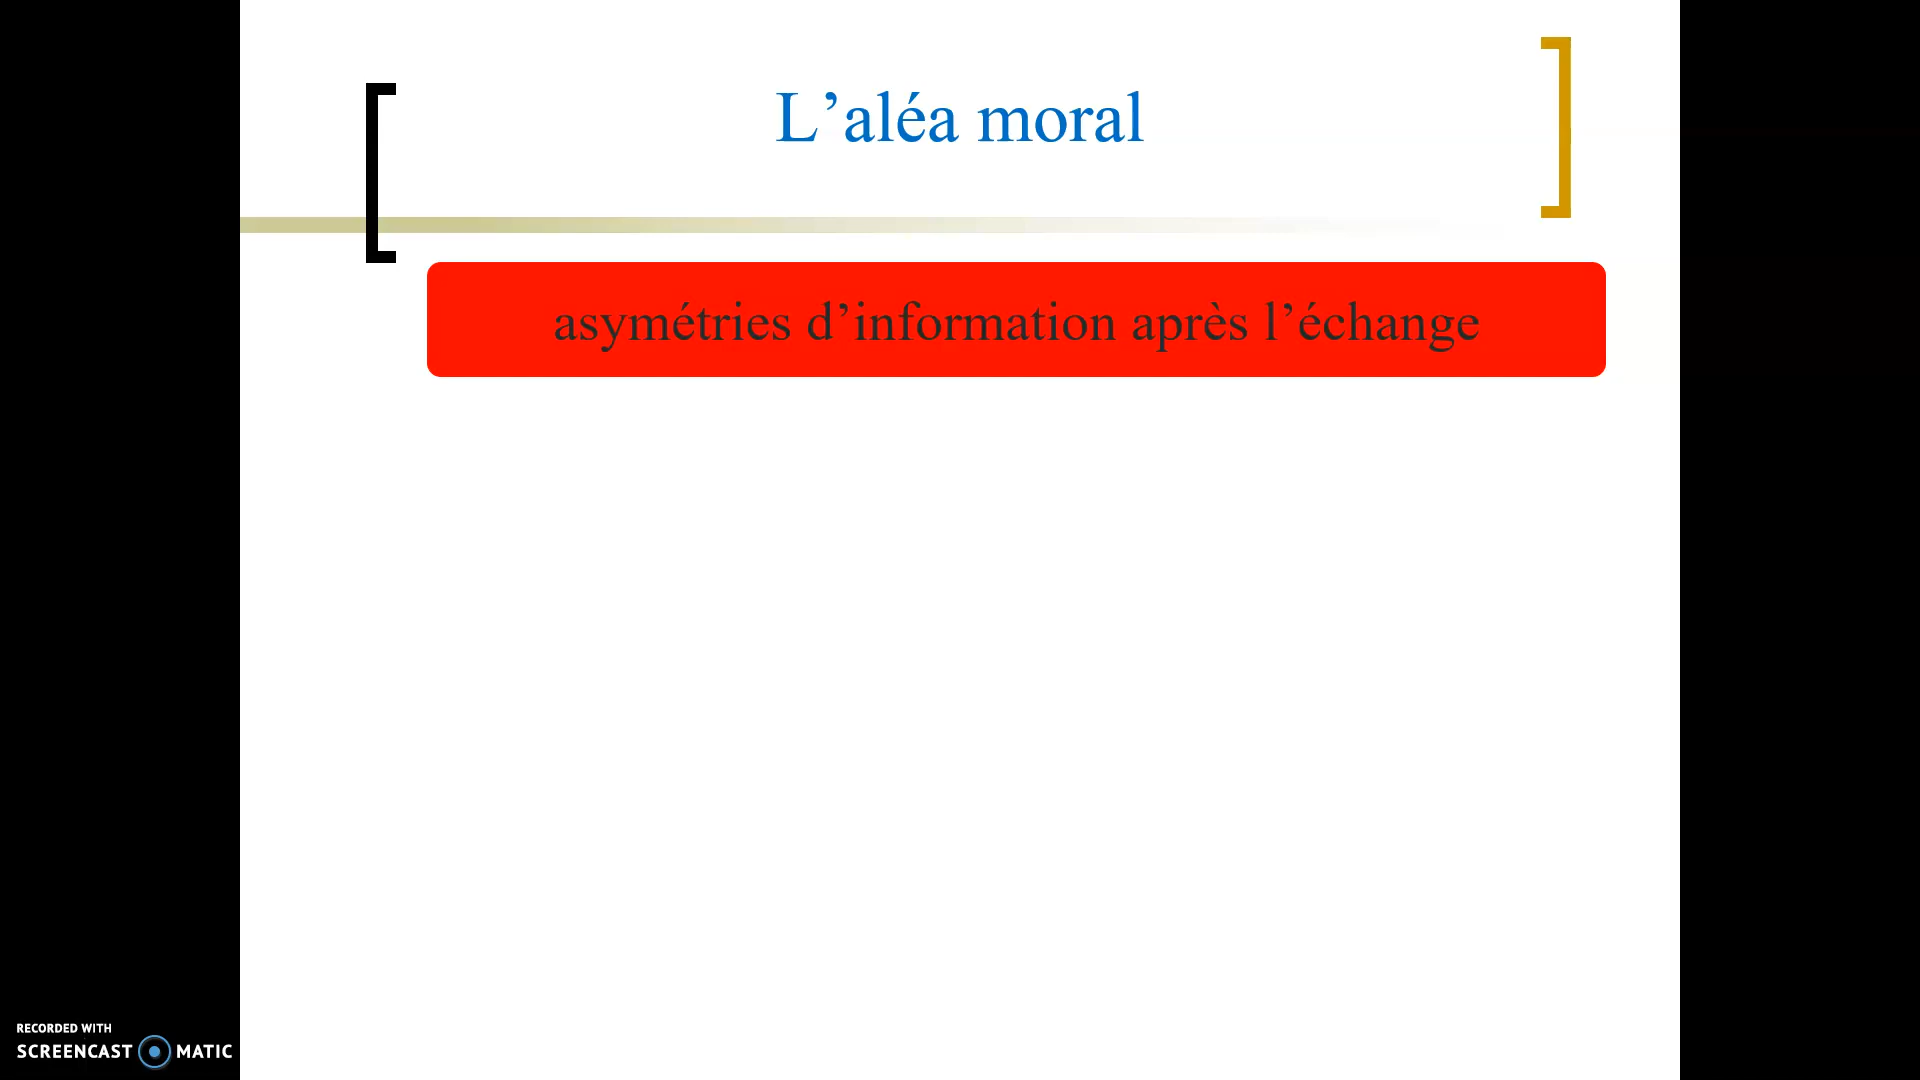 L’aléa moral
asymétries d’information après l’échange
RECORDED WITH
SCREENCAST MATIC